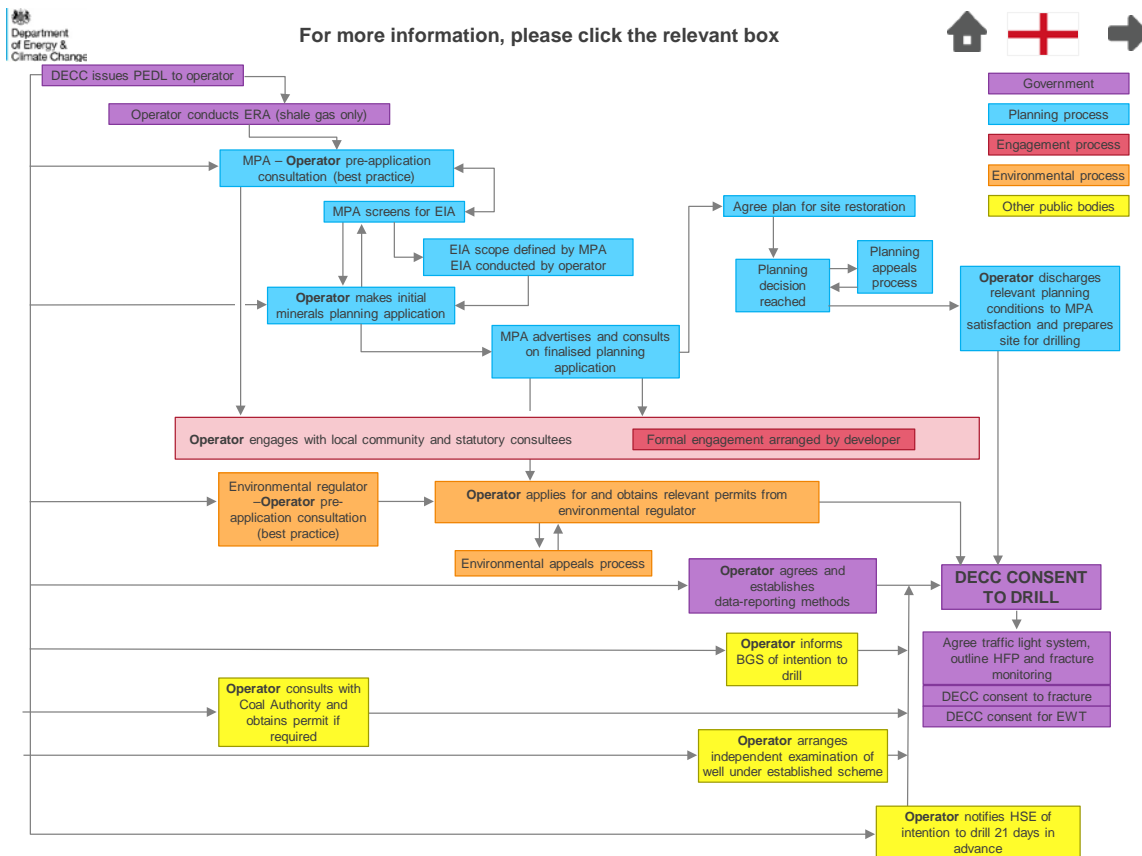 Department
of Energy &
Climate Change
For more information, please click the relevant box
DECC issues PEDL to operator
Government
Operator conducts ERA (shale gas only)
Planning process
Engagement process
MPA – Operator pre-application
consultation (best practice)
Environmental process
Other public bodies
MPA screens for EIA
Agree plan for site restoration
EIA scope defined by MPA
EIA conducted by operator
Planning
decision
reached
Planning
appeals
process
Operator discharges
relevant planning
conditions to MPA
satisfaction and prepares
site for drilling
Operator makes initial
minerals planning application
MPA advertises and consults
on finalised planning
application
Operator engages with local community and statutory consultees
Formal engagement arranged by developer
Environmental regulator
–Operator pre-
application consultation
(best practice)
Operator applies for and obtains relevant permits from
environmental regulator
Environmental appeals process
Operator agrees and
establishes
data-reporting methods
DECC CONSENT
TO DRILL
Operator informs
BGS of intention to
drill
Agree traffic light system,
outline HFP and fracture
monitoring
DECC consent to fracture
DECC consent for EWT
Operator consults with
Coal Authority and
obtains permit if
required
Operator arranges
independent examination of
well under established scheme
Operator notifies HSE of
intention to drill 21 days in
advance